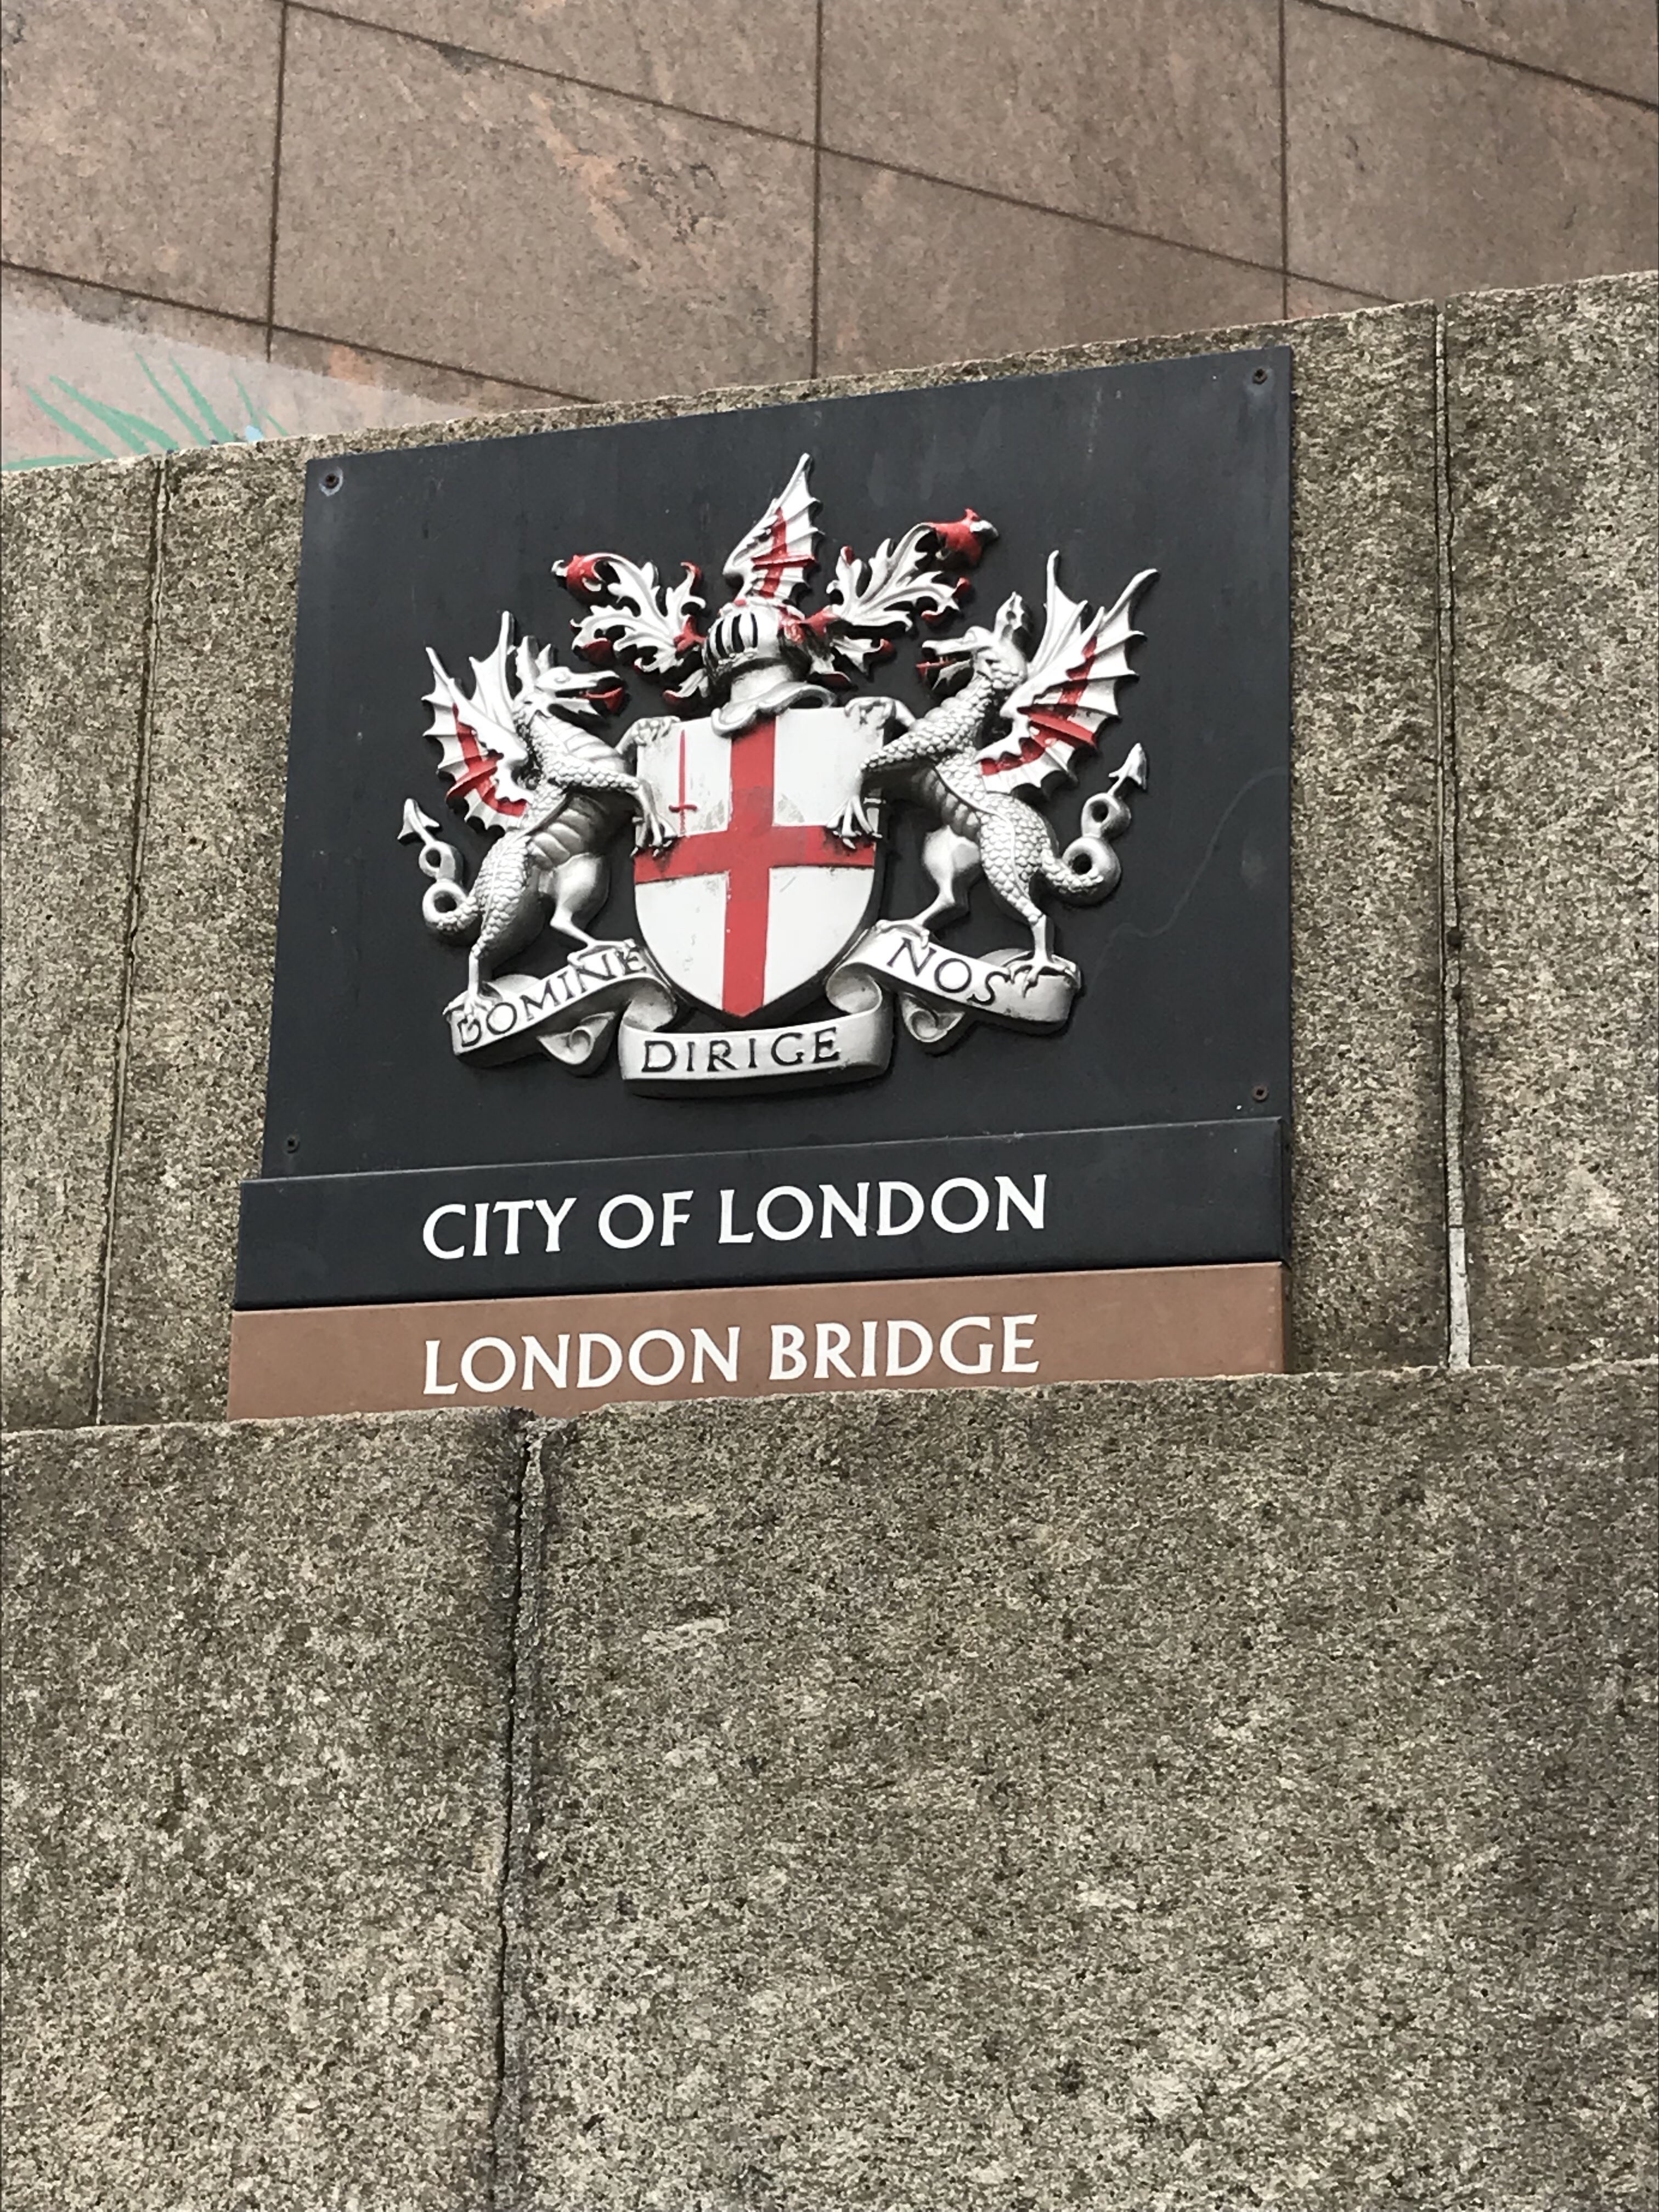 DOMINE DIRIGE NOS
CITY OF LONDON
LONDON BRIDGE